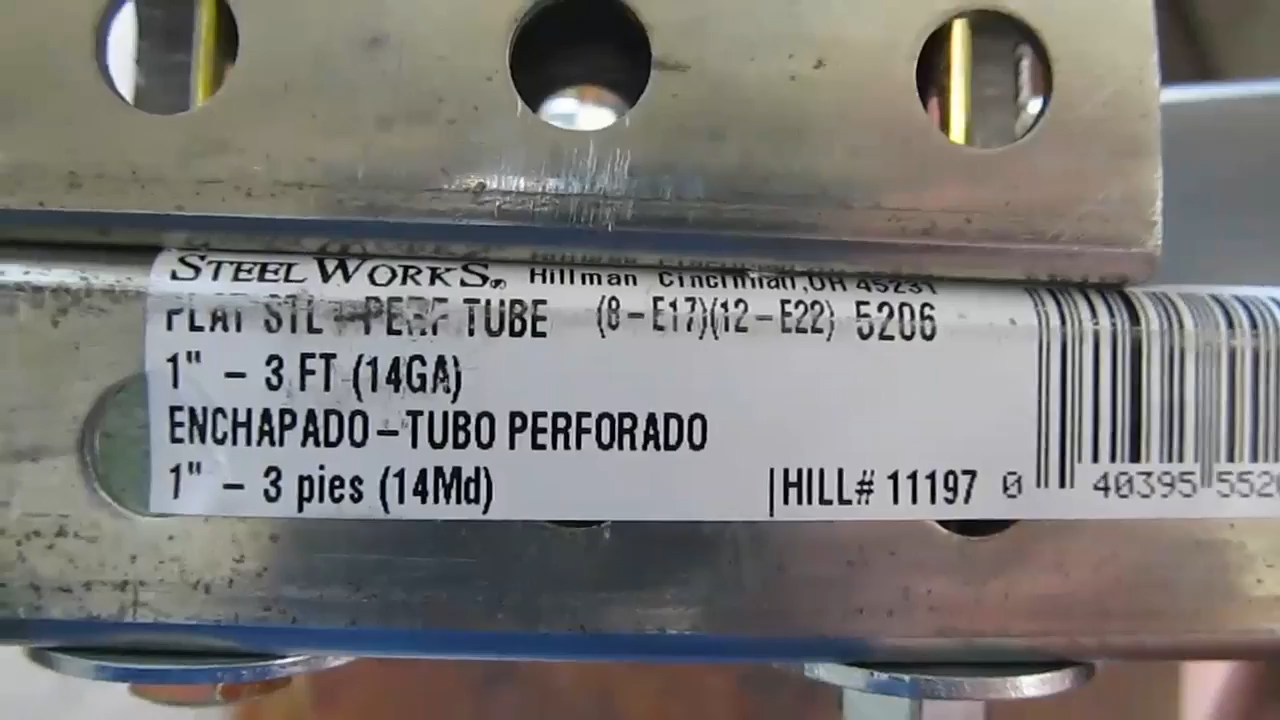 STEELWORKS® Hillman Cincinnati,OH 45231
PLAT STL - PERF TUBE (8-E17)(12-E22) 5206
1" - 3 FT (14GA)
ENCHAPADO-TUBO PERFORADO
1" - 3 pies (14Md)
|HILL# 11197 0 40395 552